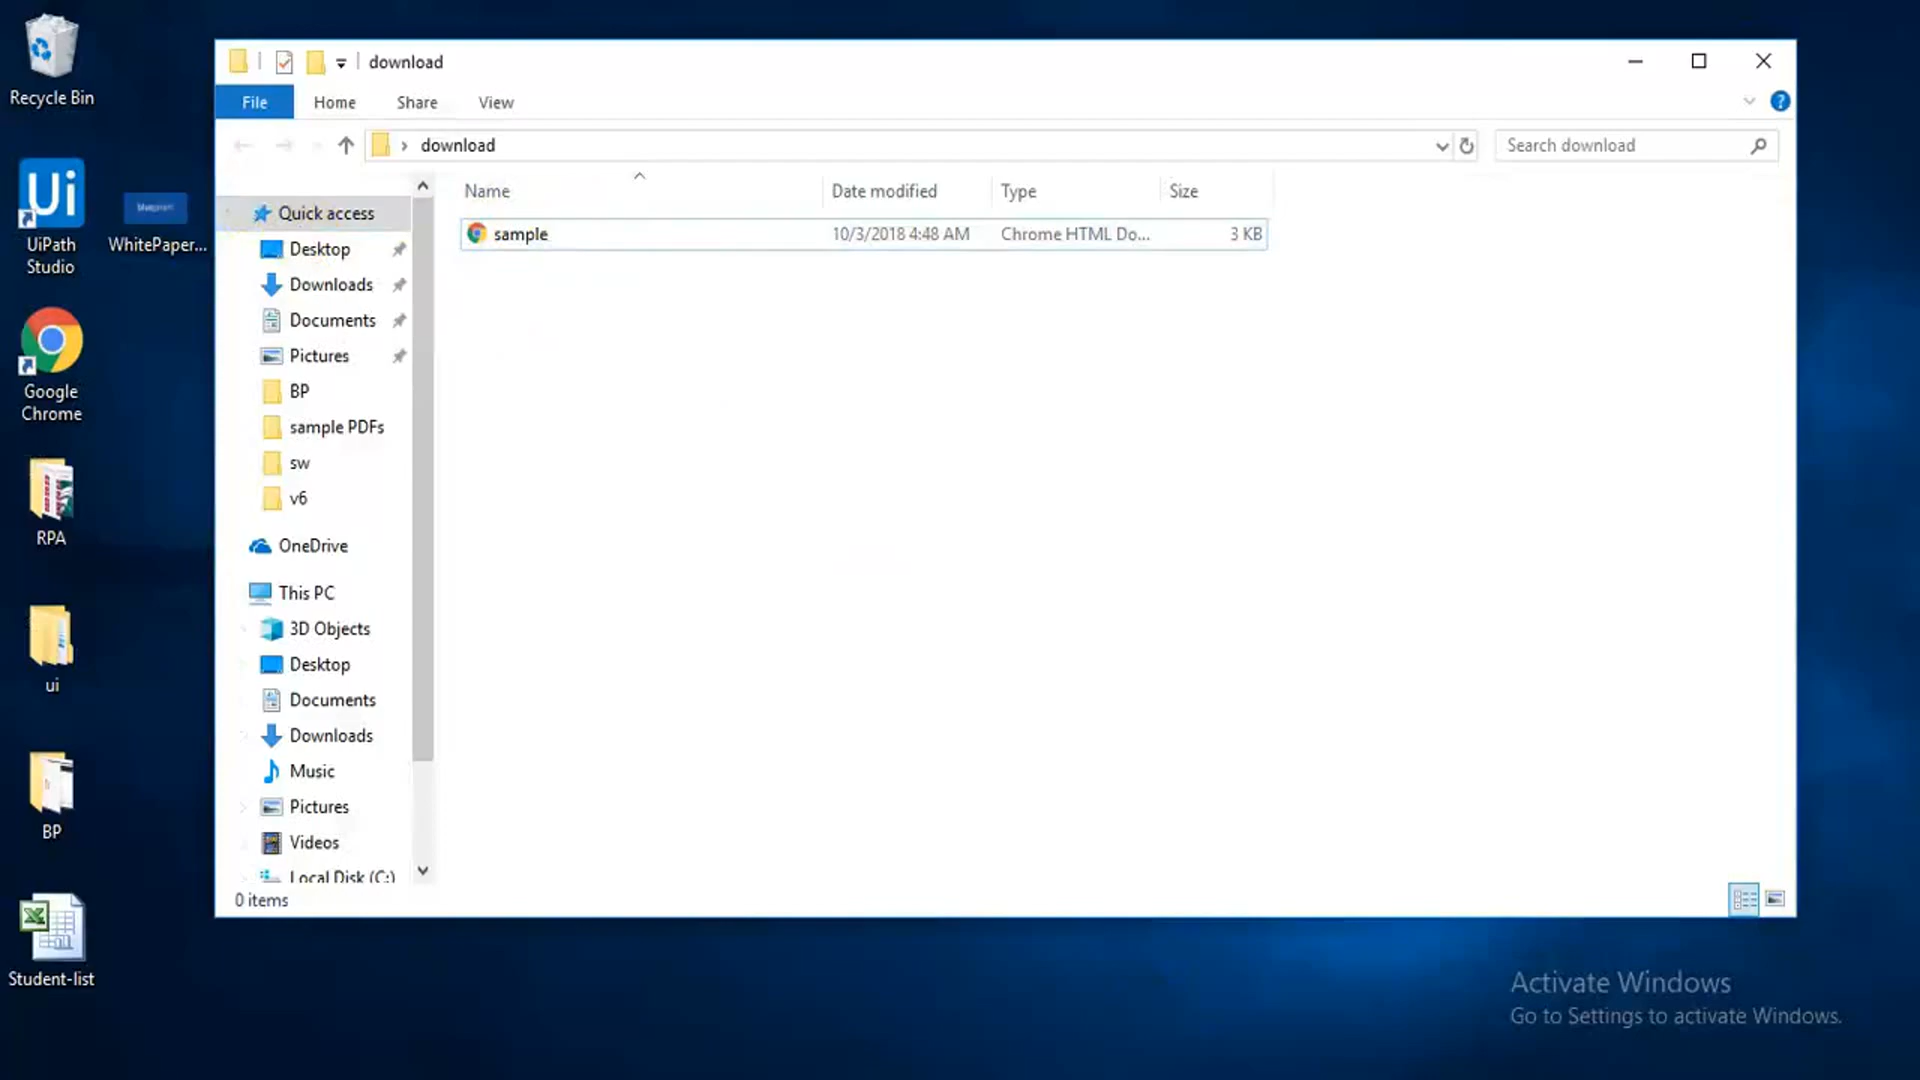 Recycle Bin
UiPath
Studio
WhitePaper...
Google
Chrome
RPA
ui
BP
Student-list
download
File
Home
Share
View
download
Search download
Name
Date modified
Type
Size
sample
10/3/2018 4:48 AM
Chrome HTML Do...
3 KB
Quick access
Desktop
Downloads
Documents
Pictures
BP
sample PDFs
sw
v6
OneDrive
This PC
3D Objects
Desktop
Documents
Downloads
Music
Pictures
Videos
Local Disk (C:)
0 items
Activate Windows
Go to Settings to activate Windows.